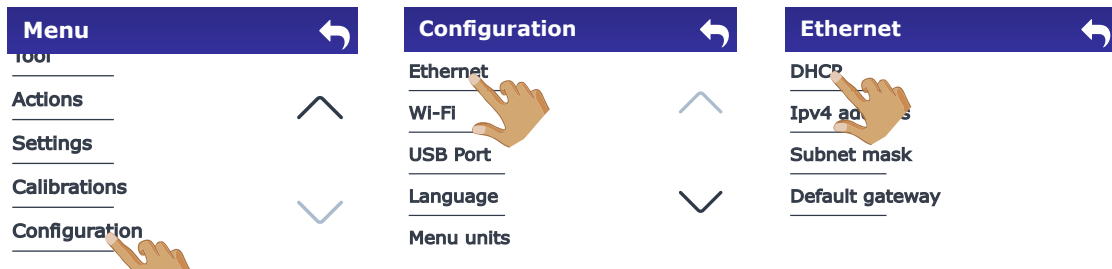 Menu
Tool
Actions
Settings
Calibrations
Configuration
Configuration
Ethernet
Wi-Fi
USB Port
Language
Menu units
Ethernet
DHCP
Subnet mask
Default gateway